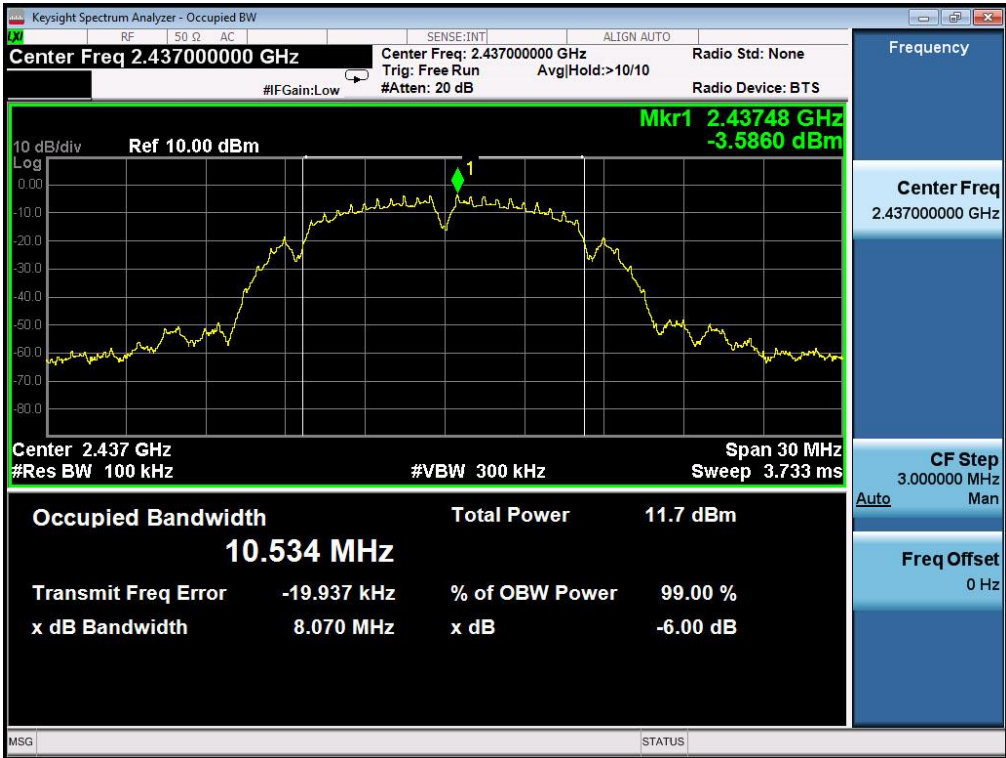 Keysight Spectrum Analyzer - Occupied BW
LXI RF 50 Ω AC SENSE:INT ALIGN AUTO
Center Freq 2.437000000 GHz
Center Freq: 2.437000000 GHz Radio Std: None
Trig: Free Run Avg|Hold:>10/10
#IFGain:Low #Atten: 20 dB Radio Device: BTS
Mkr1 2.43748 GHz
-3.5860 dBm
10 dB/div Ref 10.00 dBm
Log
1
0.00
-10.0
-20.0
-30.0
-40.0
-50.0
-60.0
-70.0
-80.0
Center 2.437 GHz Span 30 MHz
#Res BW 100 kHz #VBW 300 kHz Sweep 3.733 ms
Occupied Bandwidth Total Power 11.7 dBm
10.534 MHz
Transmit Freq Error -19.937 kHz % of OBW Power 99.00 %
x dB Bandwidth 8.070 MHz x dB -6.00 dB
MSG STATUS
Frequency
Center Freq
2.437000000 GHz
CF Step
3.000000 MHz
Auto Man
Freq Offset
0 Hz